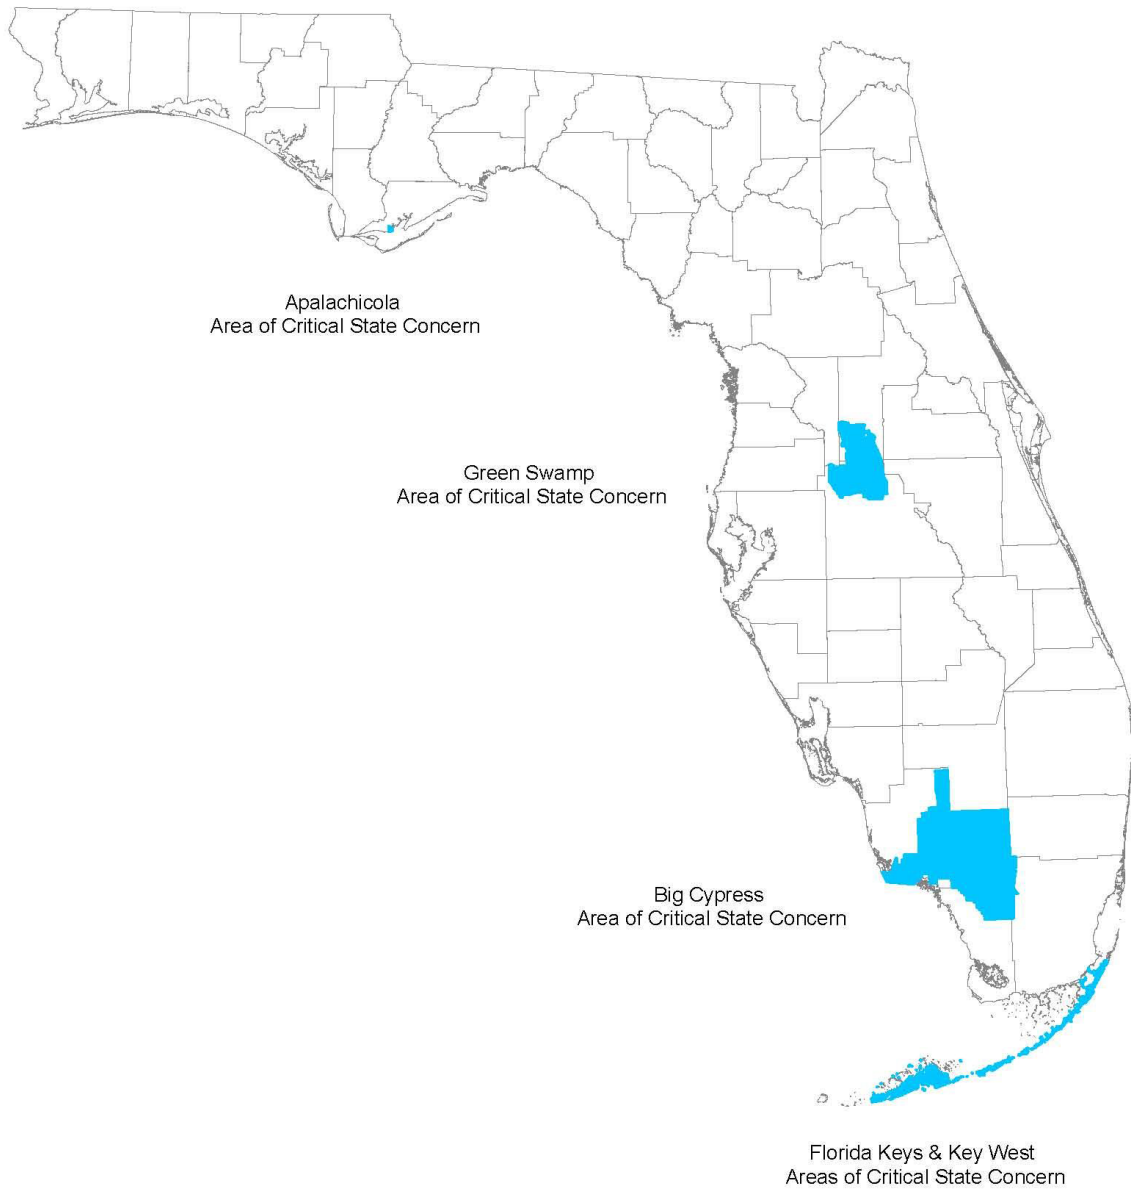 Apalachicola
Area of Critical State Concern
Green Swamp
Area of Critical State Concern
Big Cypress
Area of Critical State Concern
Florida Keys & Key West
Areas of Critical State Concern